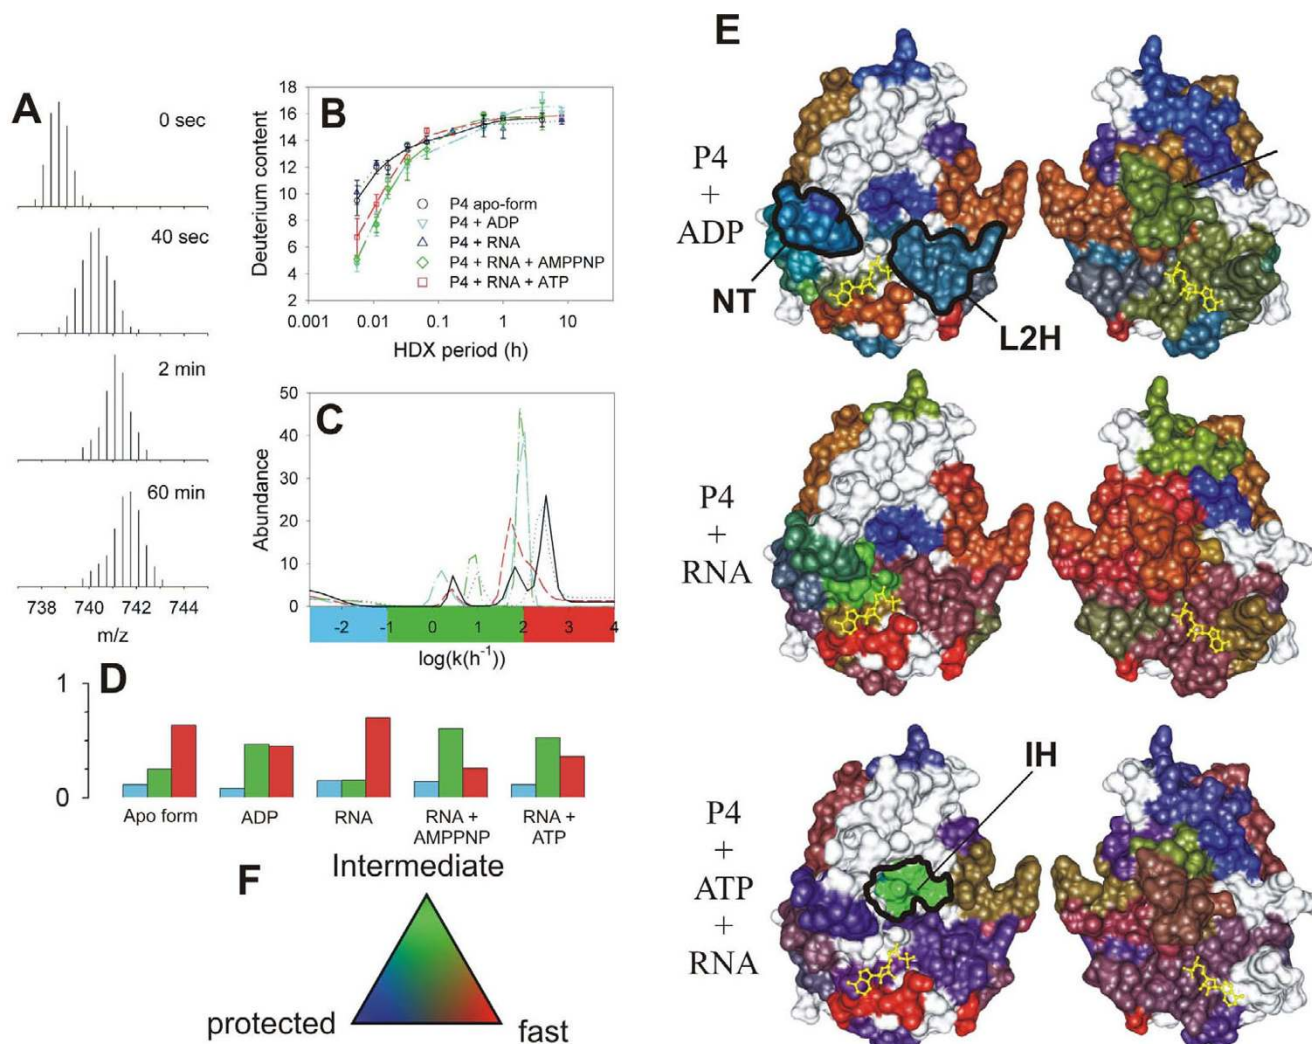 A
0 sec
40 sec
2 min
60 min
738 740 742 744
m/z
B
Deuterium content
18
16
14
12
10
8
6
4
2
P4 apo-form
P4 + ADP
P4 + RNA
P4 + RNA + AMPPNP
P4 + RNA + ATP
0.001 0.01 0.1 1 10
HDX period (h)
C
Abundance
50
40
30
20
10
0
-2 -1 0 1 2 3 4
log(k(h⁻¹))
D
1
0
Apo form
ADP
RNA
RNA +
AMPPNP
RNA +
ATP
F
Intermediate
protected
fast
E
P4
+
ADP
NT
L2H
P4
+
RNA
P4
+
ATP
+
RNA
IH